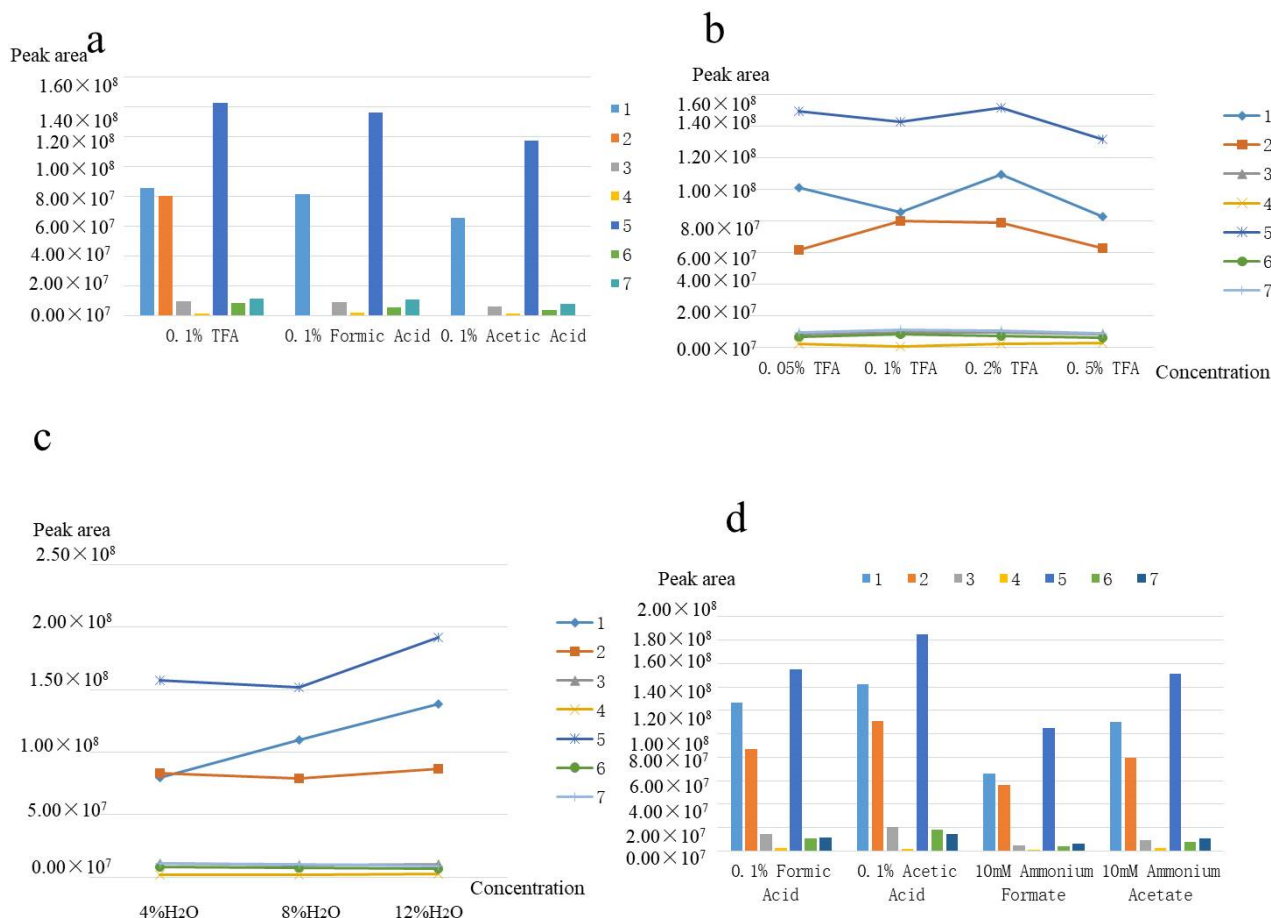 a
Peak area
1.60×10⁸
1.40×10⁸
1.20×10⁸
1.00×10⁸
8.00×10⁷
6.00×10⁷
4.00×10⁷
2.00×10⁷
0.00×10⁷
0.1% TFA
0.1% Formic Acid
0.1% Acetic Acid
1
2
3
4
5
6
7
b
Peak area
1.60×10⁸
1.40×10⁸
1.20×10⁸
1.00×10⁸
8.00×10⁷
6.00×10⁷
4.00×10⁷
2.00×10⁷
0.00×10⁷
0.05% TFA
0.1% TFA
0.2% TFA
0.5% TFA
Concentration
1
2
3
4
5
6
7
c
Peak area
2.50×10⁸
2.00×10⁸
1.50×10⁸
1.00×10⁸
5.00×10⁷
0.00×10⁷
4%H2O
8%H2O
12%H2O
Concentration
1
2
3
4
5
6
7
d
Peak area
1 2 3 4 5 6 7
2.00×10⁸
1.80×10⁸
1.60×10⁸
1.40×10⁸
1.20×10⁸
1.00×10⁸
8.00×10⁷
6.00×10⁷
4.00×10⁷
2.00×10⁷
0.00×10⁷
0.1% Formic
Acid
0.1% Acetic
Acid
10mM Ammonium
Formate
10mM Ammonium
Acetate